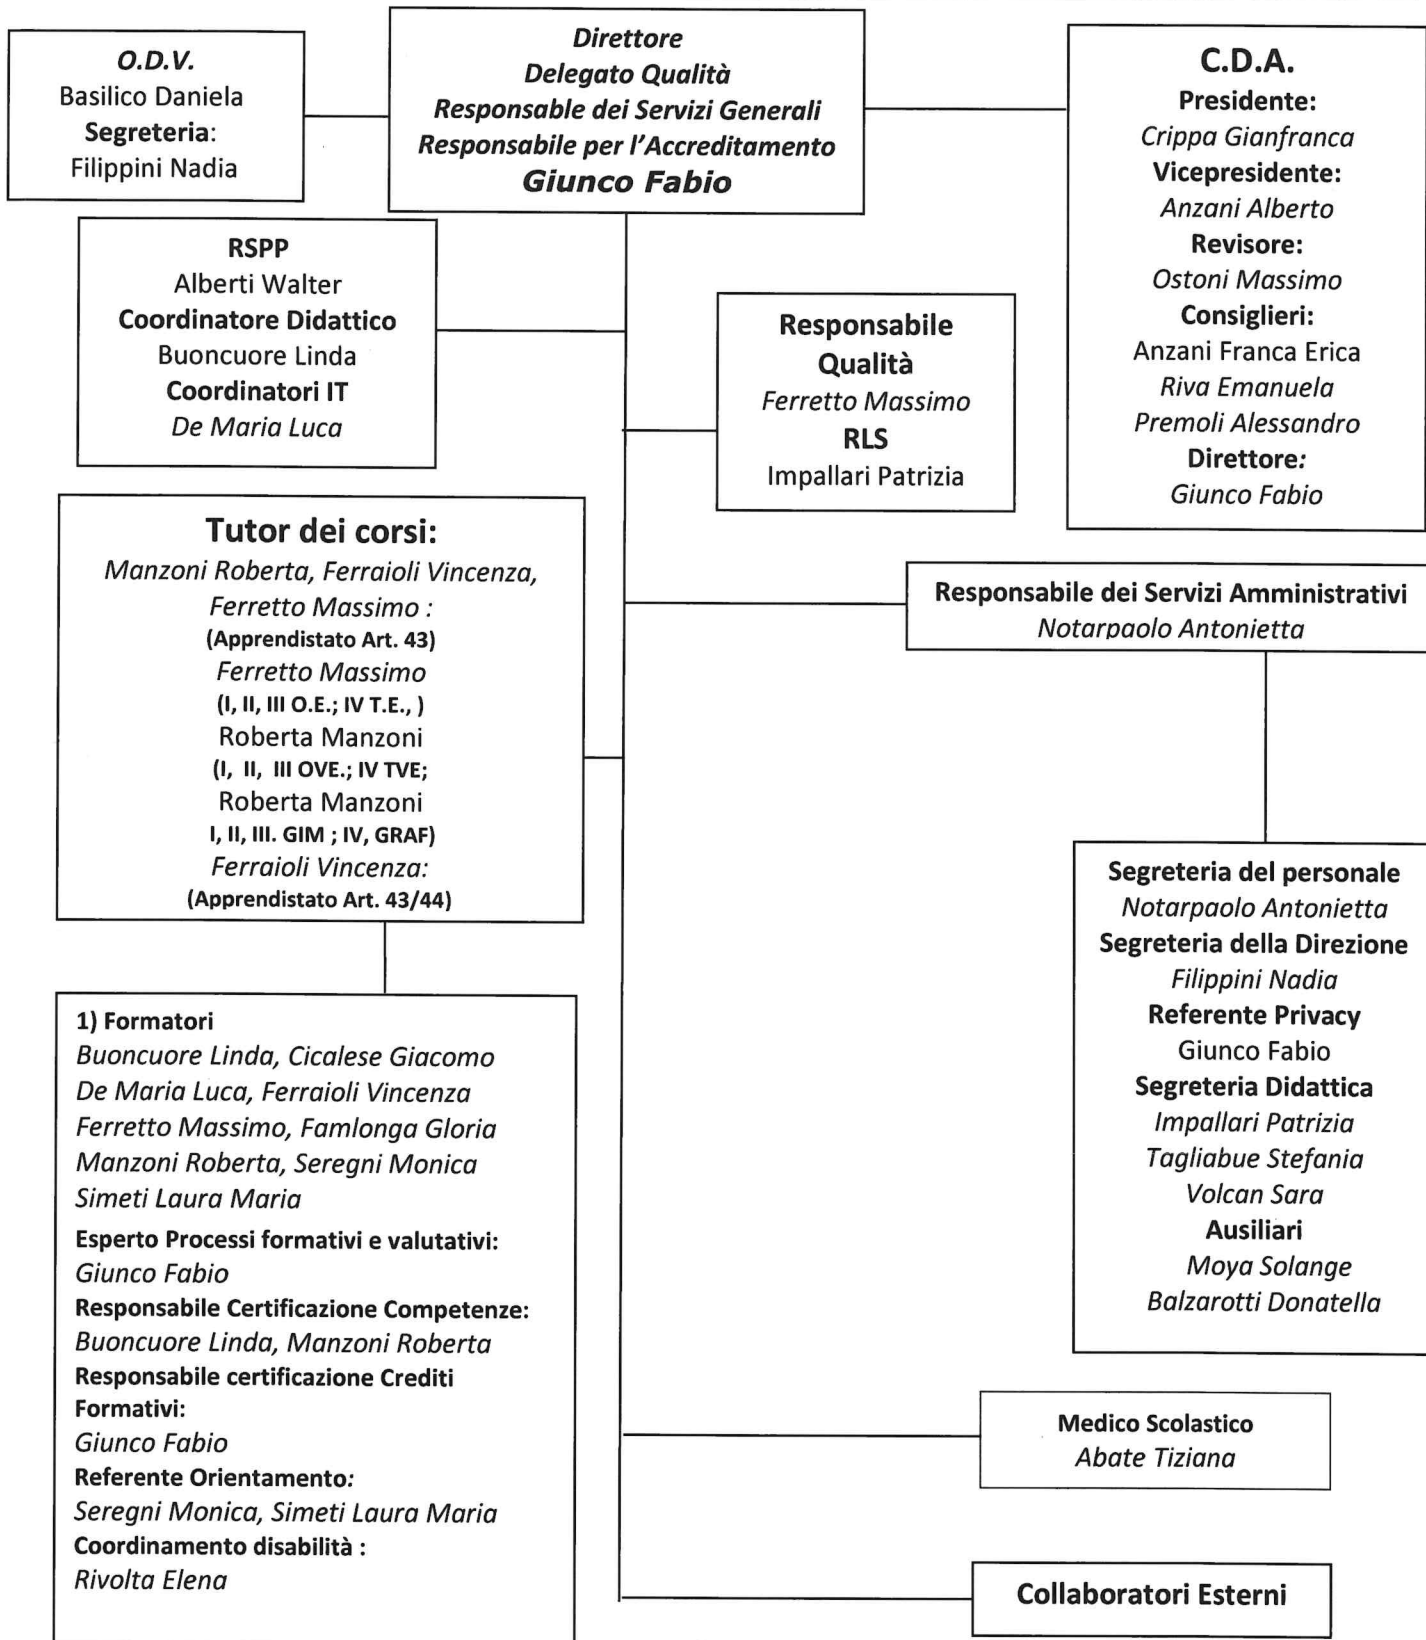 O.D.V.
Basilico Daniela
Segreteria:
Filippini Nadia
Direttore
Delegato Qualità
Responsable dei Servizi Generali
Responsabile per l'Accreditamento
Giunco Fabio
C.D.A.
Presidente:
Crippa Gianfranca
Vicepresidente:
Anzani Alberto
Revisore:
Ostoni Massimo
Consiglieri:
Anzani Franca Erica
Riva Emanuela
Premoli Alessandro
Direttore:
Giunco Fabio
RSPP
Alberti Walter
Coordinatore Didattico
Buoncuore Linda
Coordinatori IT
De Maria Luca
Responsabile
Qualità
Ferretto Massimo
RLS
Impallari Patrizia
Tutor dei corsi:
Manzoni Roberta, Ferraioli Vincenza,
Ferretto Massimo :
(Apprendistato Art. 43)
Ferretto Massimo
(I, II, III O.E.; IV T.E., )
Roberta Manzoni
(I, II, III OVE.; IV TVE;
Roberta Manzoni
I, II, III. GIM ; IV, GRAF)
Ferraioli Vincenza:
(Apprendistato Art. 43/44)
Responsabile dei Servizi Amministrativi
Notarpaolo Antonietta
Segreteria del personale
Notarpaolo Antonietta
Segreteria della Direzione
Filippini Nadia
Referente Privacy
Giunco Fabio
Segreteria Didattica
Impallari Patrizia
Tagliabue Stefania
Volcan Sara
Ausiliari
Moya Solange
Balzarotti Donatella
1) Formatori
Buoncuore Linda, Cicalese Giacomo
De Maria Luca, Ferraioli Vincenza
Ferretto Massimo, Famlonga Gloria
Manzoni Roberta, Seregni Monica
Simeti Laura Maria
Esperto Processi formativi e valutativi:
Giunco Fabio
Responsabile Certificazione Competenze:
Buoncuore Linda, Manzoni Roberta
Responsabile certificazione Crediti
Formativi:
Giunco Fabio
Referente Orientamento:
Seregni Monica, Simeti Laura Maria
Coordinamento disabilità :
Rivolta Elena
Medico Scolastico
Abate Tiziana
Collaboratori Esterni